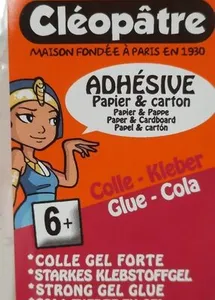 Cléopâtre
MAISON FONDÉE À PARIS EN 1930
ADHÉSIVE
Papier & carton
Papier & Pappe
Paper & Cardboard
Papel & cartón
Colle - Kleber
Glue - Cola
6+
*COLLE GEL FORTE
*STARKES KLEBSTOFFGEL
*STRONG GEL GLUE